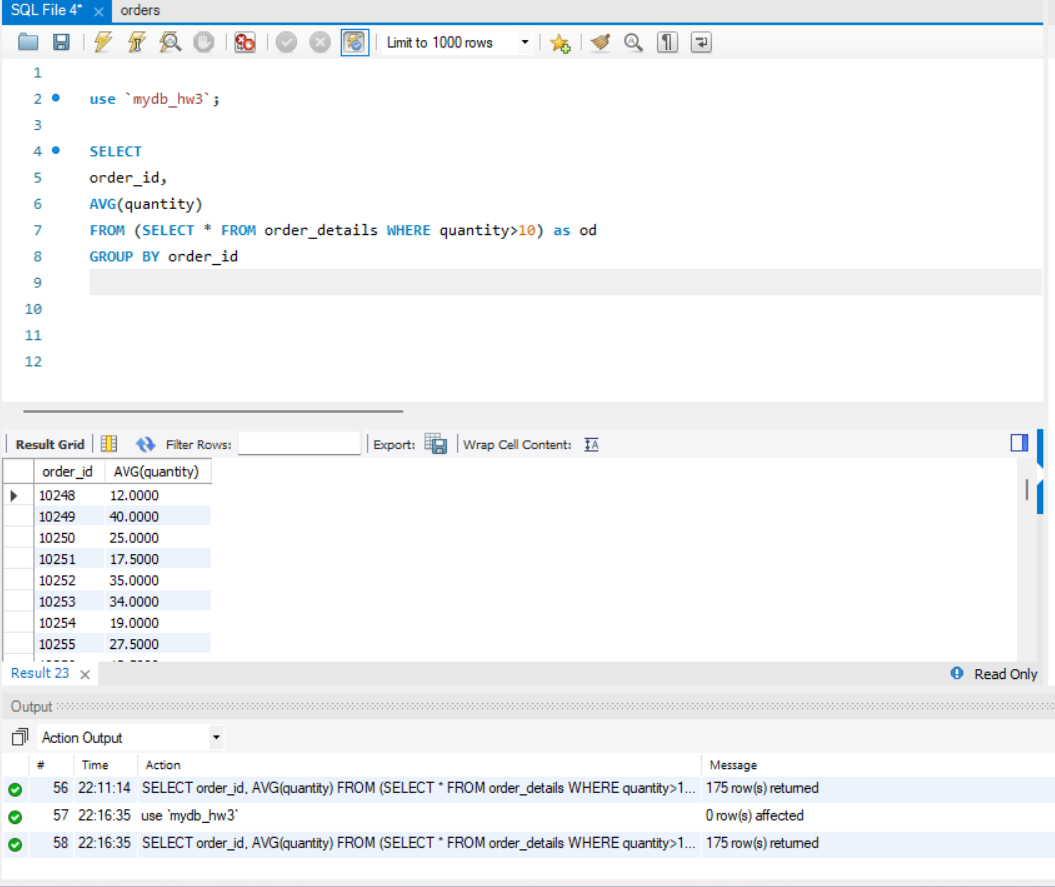 SQL File 4* × orders
Limit to 1000 rows
1
2 use `mydb_hw3`;
3
4 SELECT
5 order_id,
6 AVG(quantity)
7 FROM (SELECT * FROM order_details WHERE quantity>10) as od
8 GROUP BY order_id
9
10
11
12
Result Grid Filter Rows: Export: Wrap Cell Content:
order_id AVG(quantity)
10248 12.0000
10249 40.0000
10250 25.0000
10251 17.5000
10252 35.0000
10253 34.0000
10254 19.0000
10255 27.5000
Result 23 × Read Only
Output
Action Output
# Time Action Message
56 22:11:14 SELECT order_id, AVG(quantity) FROM (SELECT * FROM order_details WHERE quantity>1... 175 row(s) returned
57 22:16:35 use `mydb_hw3` 0 row(s) affected
58 22:16:35 SELECT order_id, AVG(quantity) FROM (SELECT * FROM order_details WHERE quantity>1... 175 row(s) returned